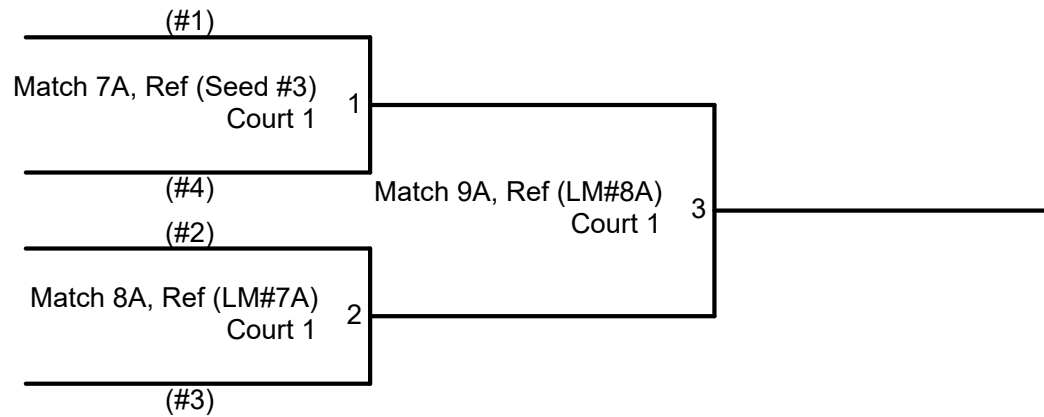 (#1)
Match 7A, Ref (Seed #3)
Court 1
1
(#4)
Match 9A, Ref (LM#8A)
Court 1
3
(#2)
Match 8A, Ref (LM#7A)
Court 1
2
(#3)